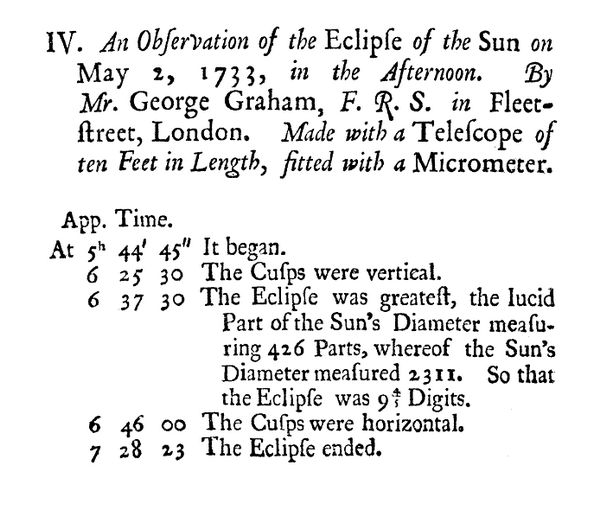 IV. An Obſervation of the Eclipſe of the Sun on
May 2, 1733, in the Afternoon. By
Mr. George Graham, F. R. S. in Fleet-
ſtreet, London. Made with a Teleſcope of
ten Feet in Length, fitted with a Micrometer.
App. Time.
At 5ʰ 44′ 45″ It began.
6 25 30 The Cuſps were vertical.
6 37 30 The Eclipſe was greateſt, the lucid
Part of the Sun's Diameter meaſu-
ring 426 Parts, whereof the Sun's
Diameter meaſured 2311. So that
the Eclipſe was 9⅘ Digits.
6 46 00 The Cuſps were horizontal.
7 28 23 The Eclipſe ended.